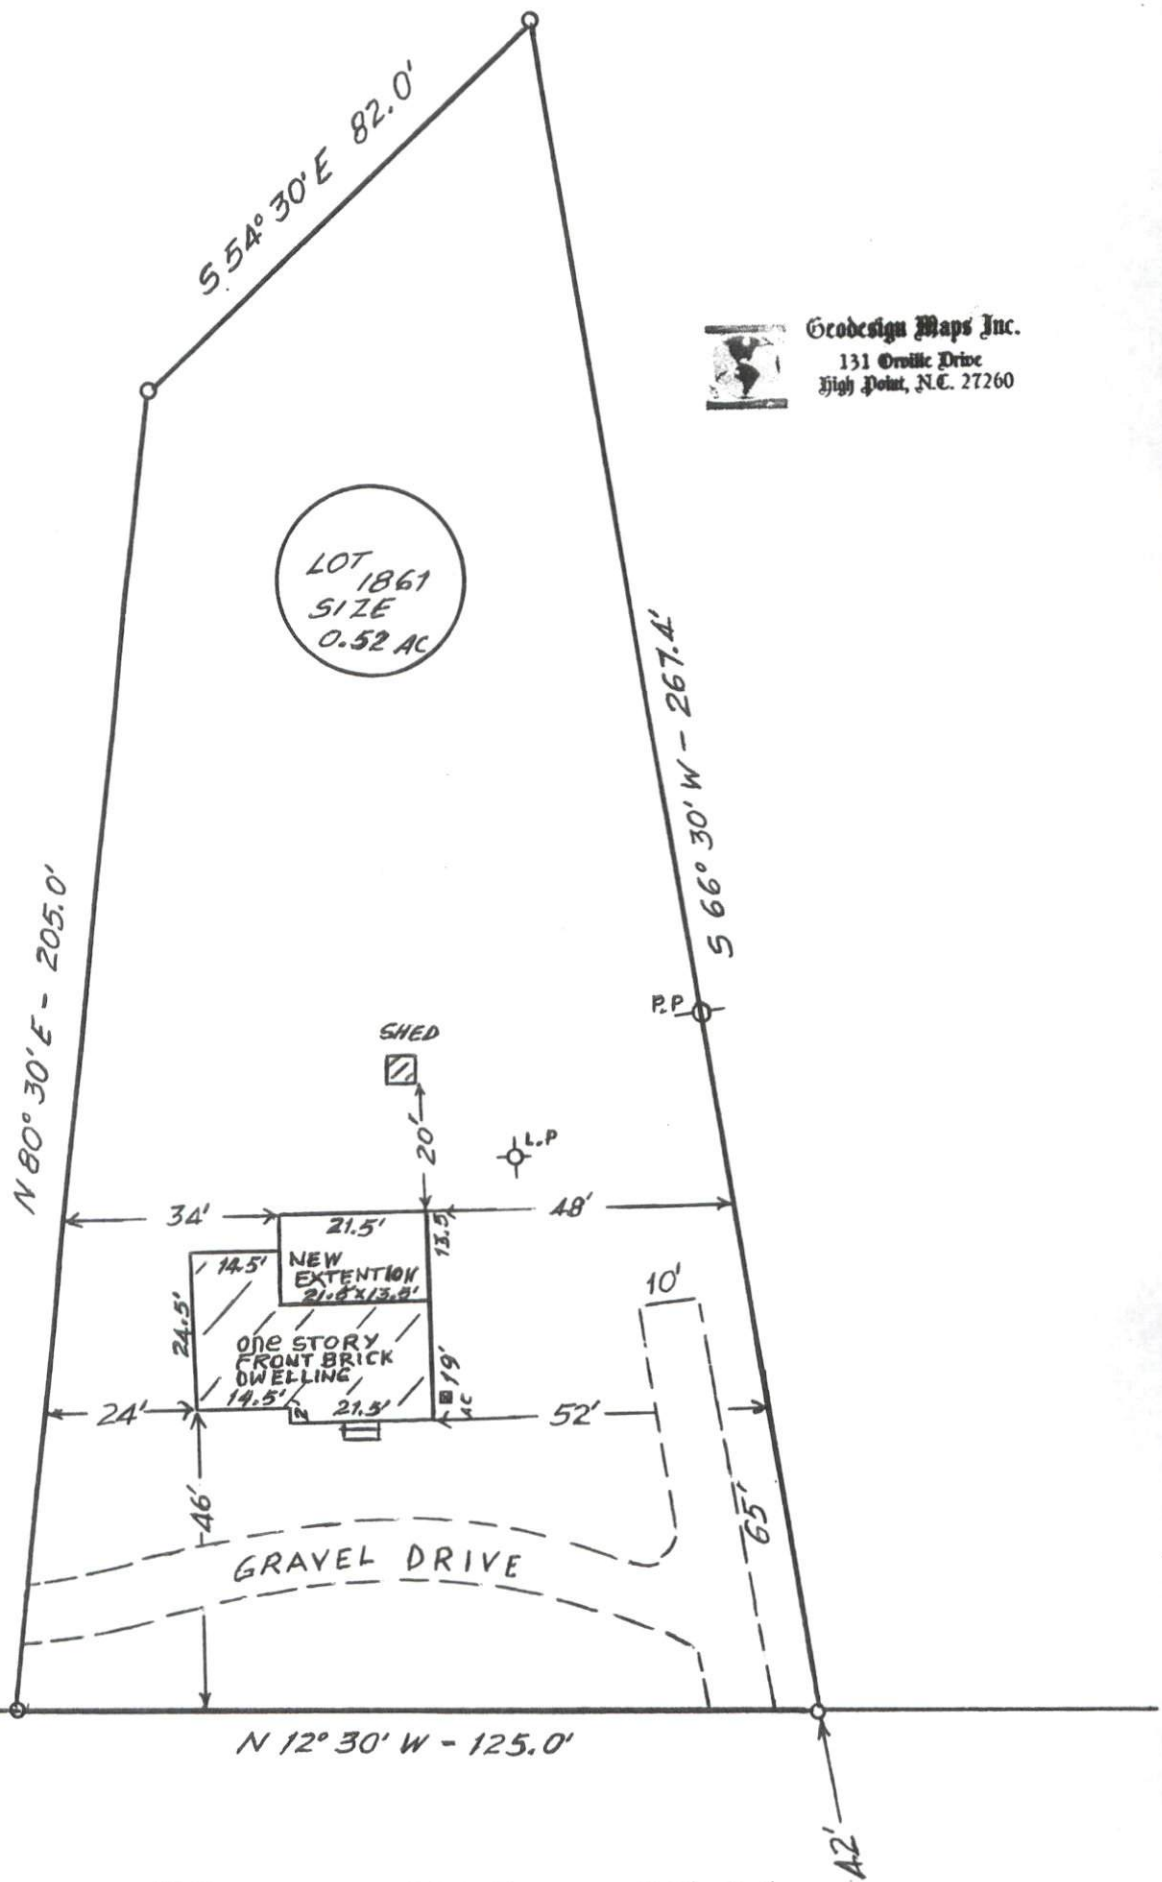 S 54° 30' E 82.0'
Geodesign Maps Inc.
131 Orville Drive
High Point, N.C. 27260
LOT
1861
SIZE
0.52 AC
S 66° 30' W - 267.4'
N 80° 30' E - 205.0'
P.P
SHED
20'
L.P
34'
21.5'
13.5
48'
14.5'
NEW
EXTENTION
21.5'x13.5'
10'
24.5'
One STORY
FRONT BRICK
DWELLING
14.5'
2'
21.5'
19'
AC
24'
52'
46'
65'
GRAVEL DRIVE
N 12° 30' W - 125.0'
42'